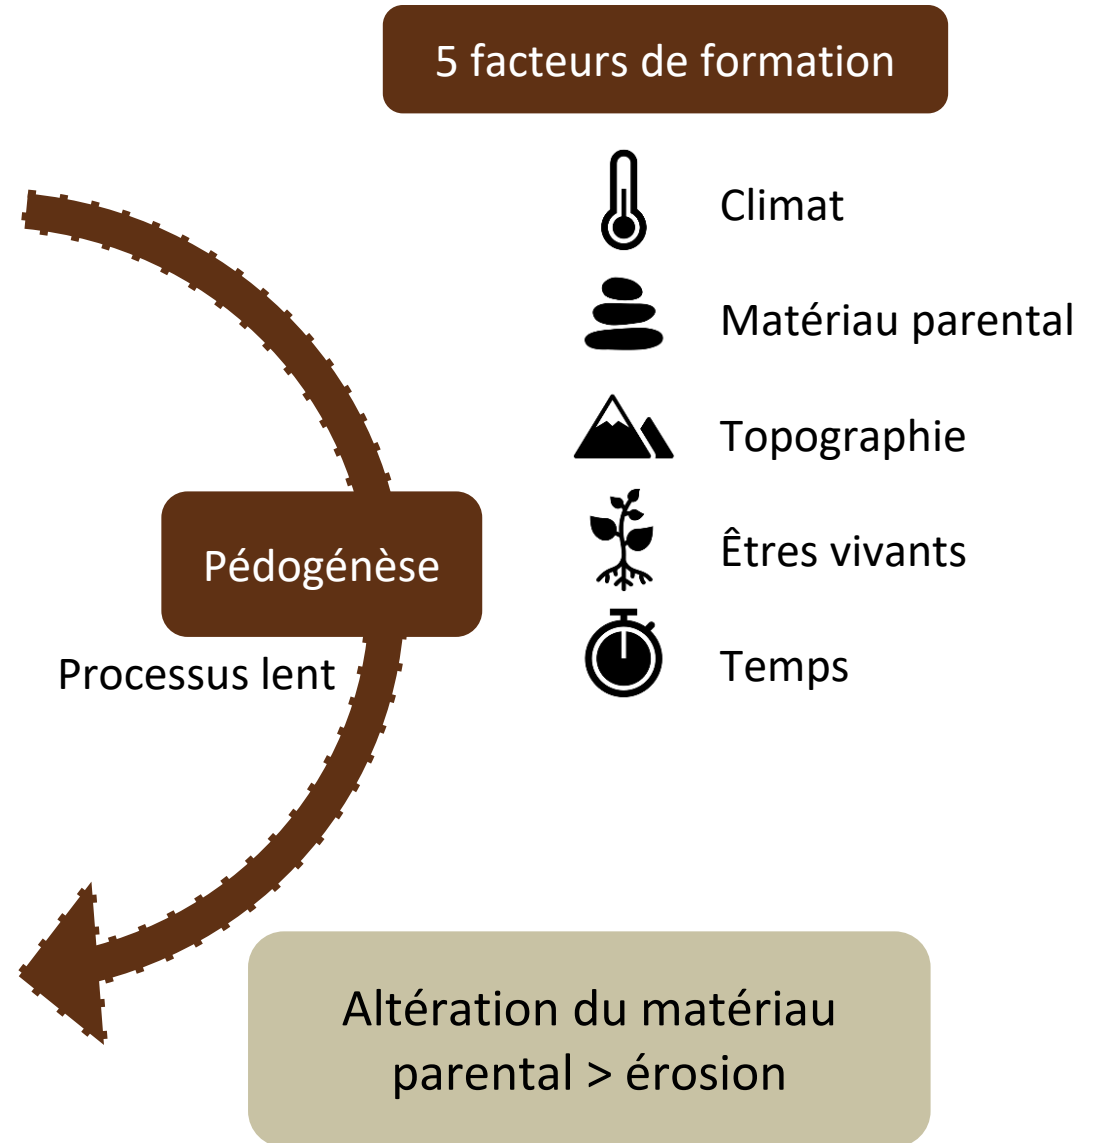 5 facteurs de formation
Climat
Matériau parental
Topographie
Êtres vivants
Temps
Pédogénèse
Processus lent
Altération du matériau
parental > érosion